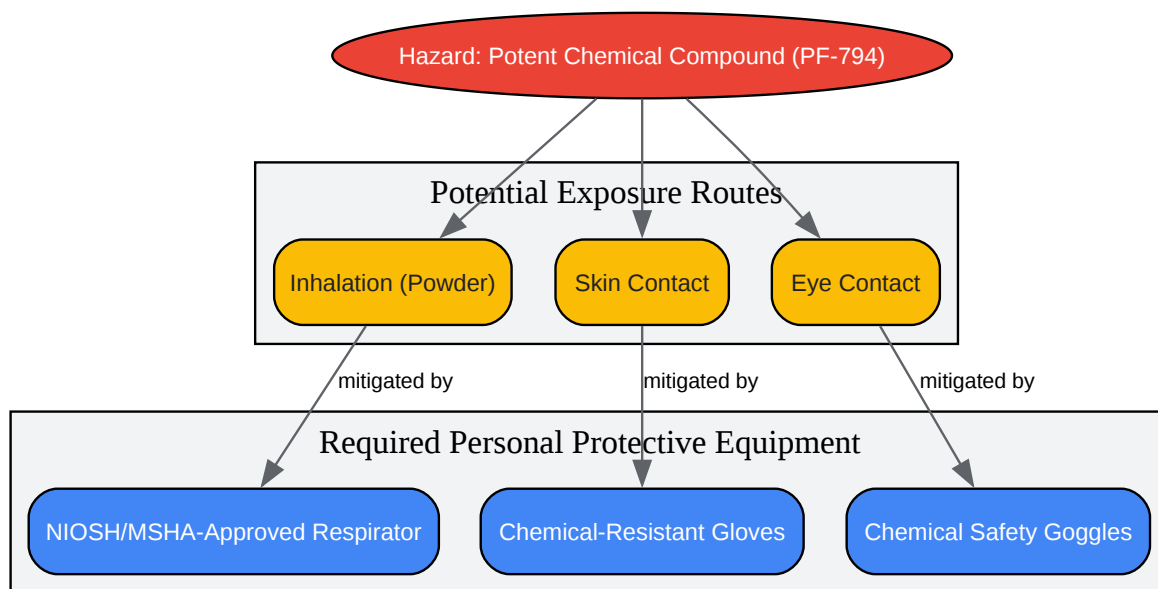 Hazard: Potent Chemical Compound (PF-794)
Potential Exposure Routes
Inhalation (Powder)
Skin Contact
Eye Contact
mitigated by
mitigated by
mitigated by
Required Personal Protective Equipment
NIOSH/MSHA-Approved Respirator
Chemical-Resistant Gloves
Chemical Safety Goggles